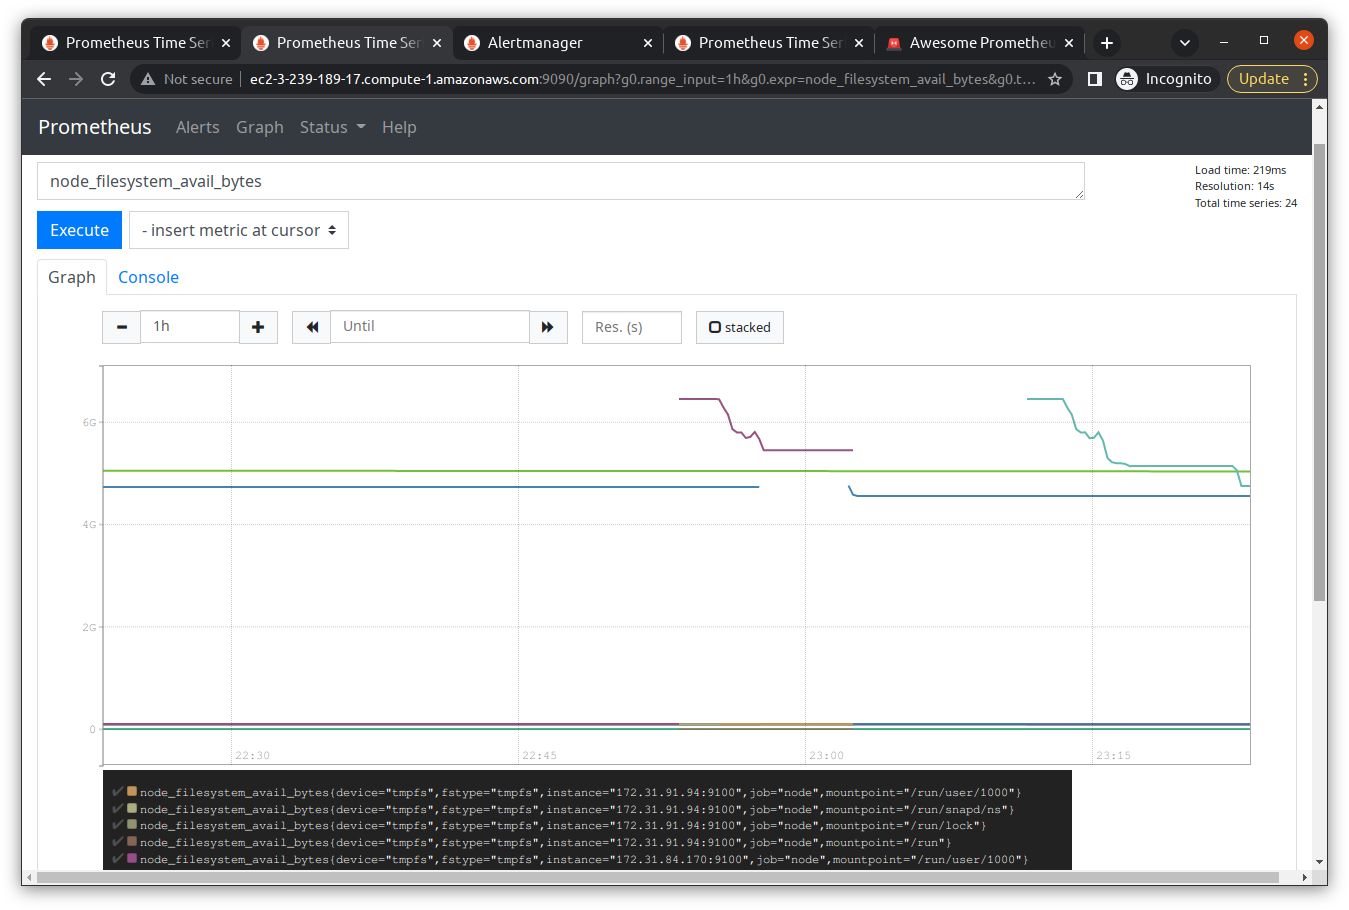 Prometheus Time Ser
Prometheus Time Ser
Alertmanager
Prometheus Time Ser
Awesome Prometheu
Not secure
ec2-3-239-189-17.compute-1.amazonaws.com:9090/graph?g0.range_input=1h&g0.expr=node_filesystem_avail_bytes&g0.t...
Incognito
Update
Prometheus Alerts Graph Status Help
node_filesystem_avail_bytes
Load time: 219ms
Resolution: 14s
Total time series: 24
Execute
- insert metric at cursor
Graph
Console
1h
Until
Res. (s)
stacked
6G
4G
2G
0
22:30
22:45
23:00
23:15
node_filesystem_avail_bytes{device="tmpfs",fstype="tmpfs",instance="172.31.91.94:9100",job="node",mountpoint="/run/user/1000"}
node_filesystem_avail_bytes{device="tmpfs",fstype="tmpfs",instance="172.31.91.94:9100",job="node",mountpoint="/run/snapd/ns"}
node_filesystem_avail_bytes{device="tmpfs",fstype="tmpfs",instance="172.31.91.94:9100",job="node",mountpoint="/run/lock"}
node_filesystem_avail_bytes{device="tmpfs",fstype="tmpfs",instance="172.31.91.94:9100",job="node",mountpoint="/run"}
node_filesystem_avail_bytes{device="tmpfs",fstype="tmpfs",instance="172.31.84.170:9100",job="node",mountpoint="/run/user/1000"}